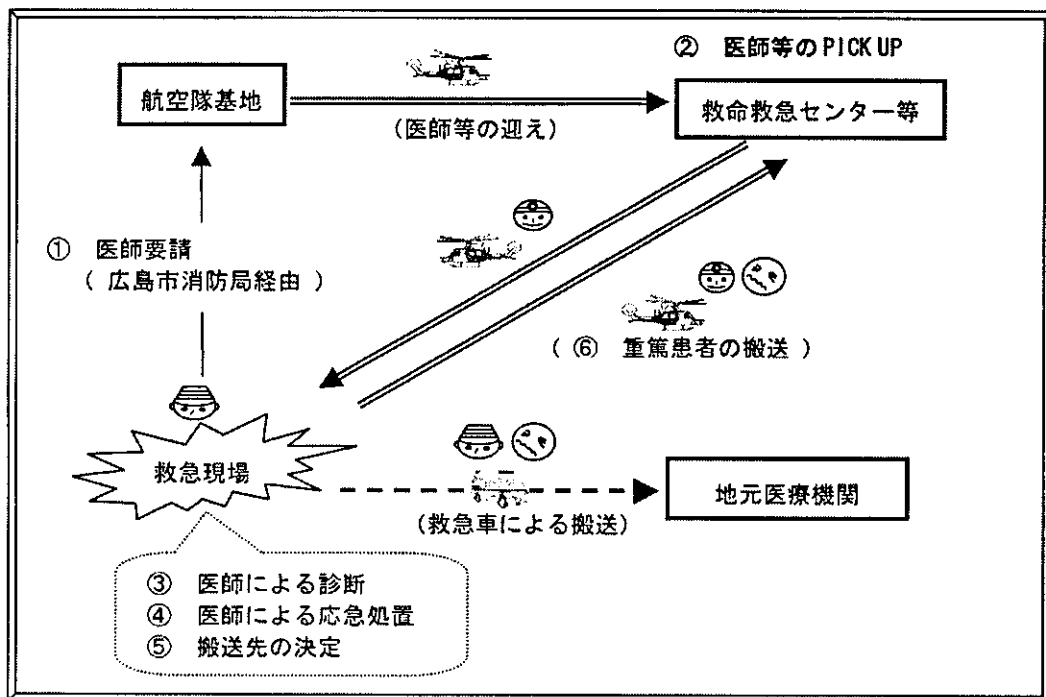 ② 医師等のPICK UP
航空隊基地
救命救急センター等
(医師等の迎え)
① 医師要請
( 広島市消防局経由 )
( ⑥ 重篤患者の搬送 )
救急現場
地元医療機関
(救急車による搬送)
③ 医師による診断
④ 医師による応急処置
⑤ 搬送先の決定